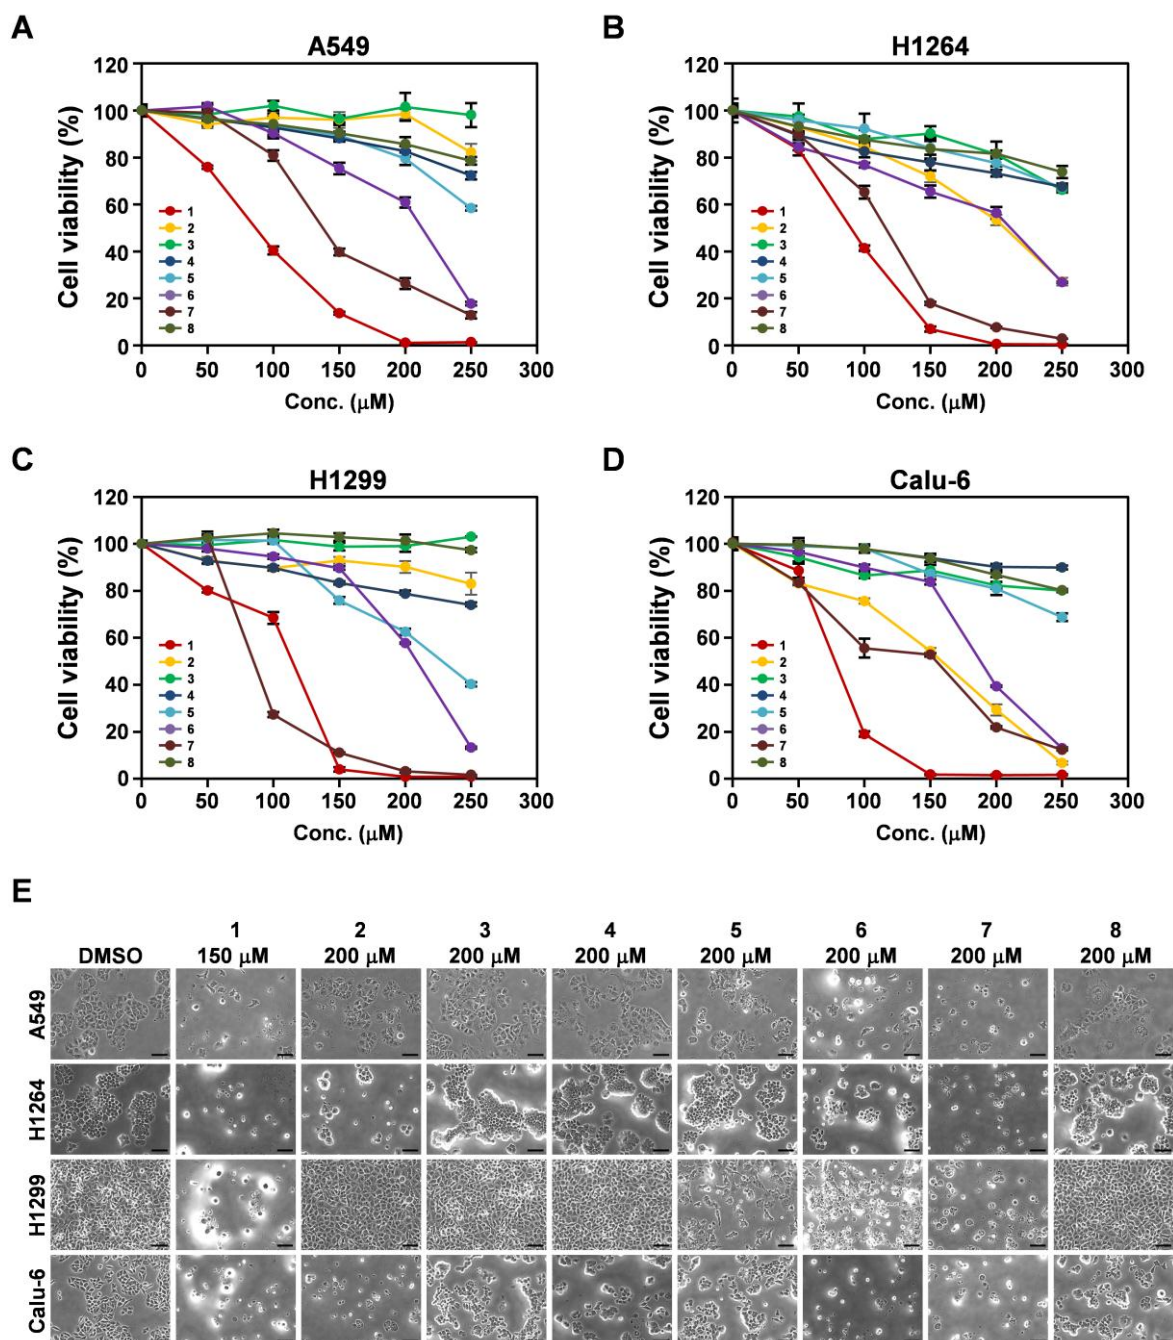 A
A549
Cell viability (%)
120
100
80
60
40
20
0
1
2
3
4
5
6
7
8
0 50 100 150 200 250 300
Conc. (μM)
B
H1264
Cell viability (%)
120
100
80
60
40
20
0
1
2
3
4
5
6
7
8
0 50 100 150 200 250 300
Conc. (μM)
C
H1299
Cell viability (%)
120
100
80
60
40
20
0
1
2
3
4
5
6
7
8
0 50 100 150 200 250 300
Conc. (μM)
D
Calu-6
Cell viability (%)
120
100
80
60
40
20
0
1
2
3
4
5
6
7
8
0 50 100 150 200 250 300
Conc. (μM)
E
1 2 3 4 5 6 7 8
DMSO 150 μM 200 μM 200 μM 200 μM 200 μM 200 μM 200 μM 200 μM
A549
H1264
H1299
Calu-6